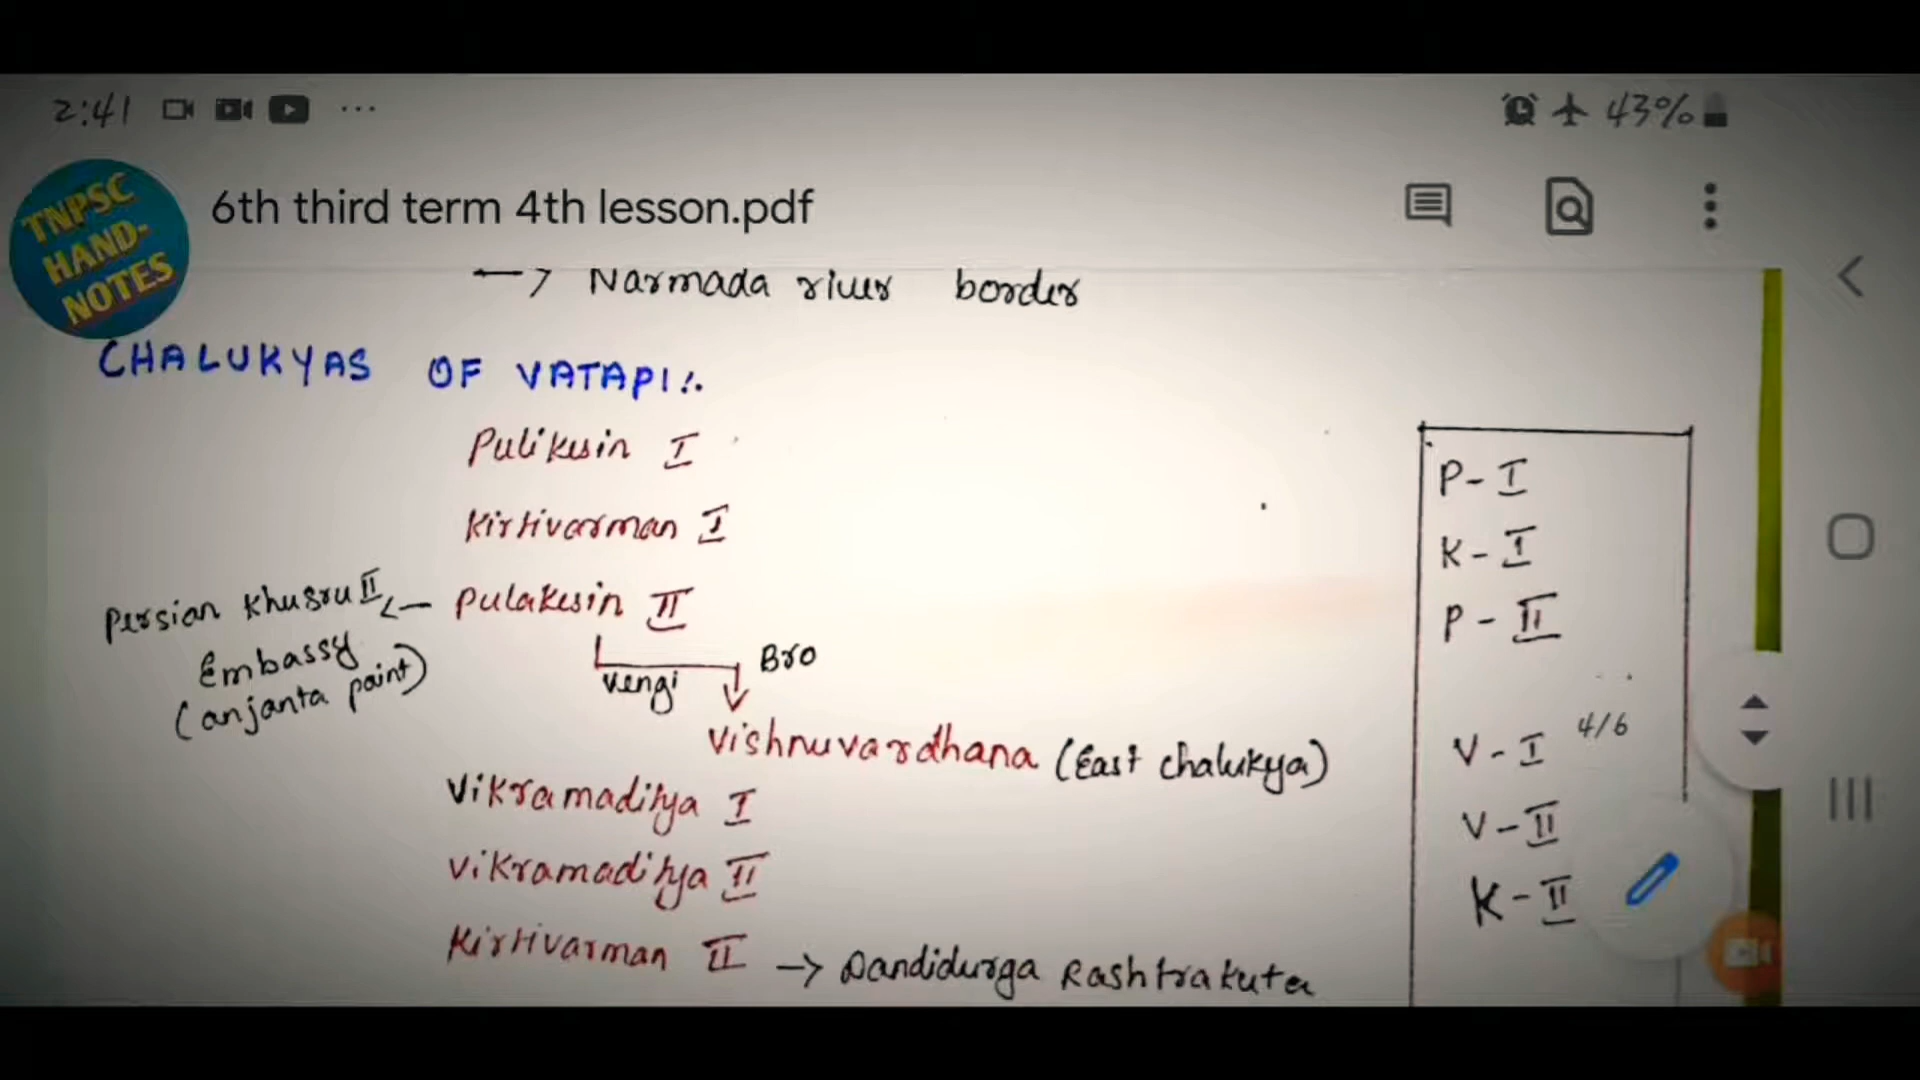 2:41 ... 43%
TNPSC
HAND-
NOTES
6th third term 4th lesson.pdf
—> Narmada river border
CHALUKYAS OF VATAPI:.
Pulikesin I
Kirtivarman I
Persian Khusru II <— Pulakesin II
Embassy
(anjanta paint)
Bro
Vengi
Vishnuvardhana (East Chalukya)
Vikramaditya I
Vikramaditya II
Kirtivarman II —> Dandidurga Rashtrakuta
P - I
K - I
P - II
4/6
V - I
V - II
K - II